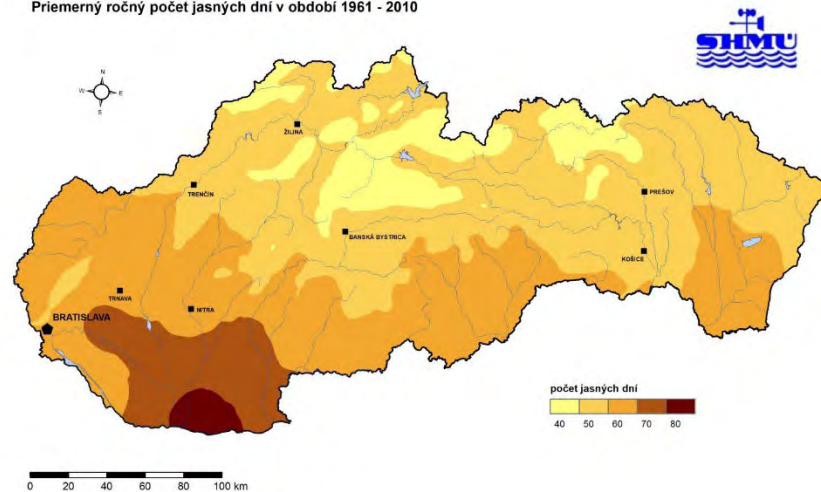 Priemerný ročný počet jasných dní v období 1961 - 2010
SHMÚ
N
W E
S
ŽILINA
TRENČÍN
PREŠOV
BANSKÁ BYSTRICA
KOŠICE
TRNAVA
NITRA
BRATISLAVA
počet jasných dní
40 50 60 70 80
0 20 40 60 80 100 km